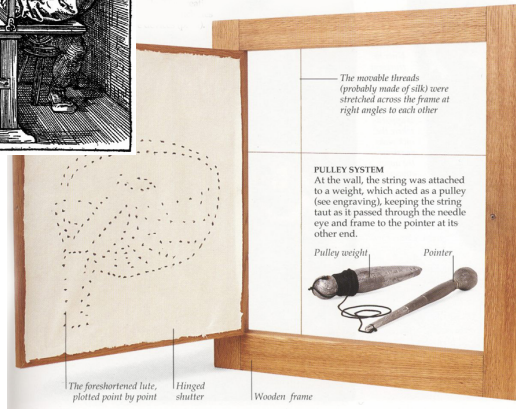 The movable threads
(probably made of silk) were
stretched across the frame at
right angles to each other
PULLEY SYSTEM
At the wall, the string was attached
to a weight, which acted as a pulley
(see engraving), keeping the string
taut as it passed through the needle
eye and frame to the pointer at its
other end.
Pulley weight
Pointer
The foreshortened lute,
plotted point by point
Hinged
shutter
Wooden frame